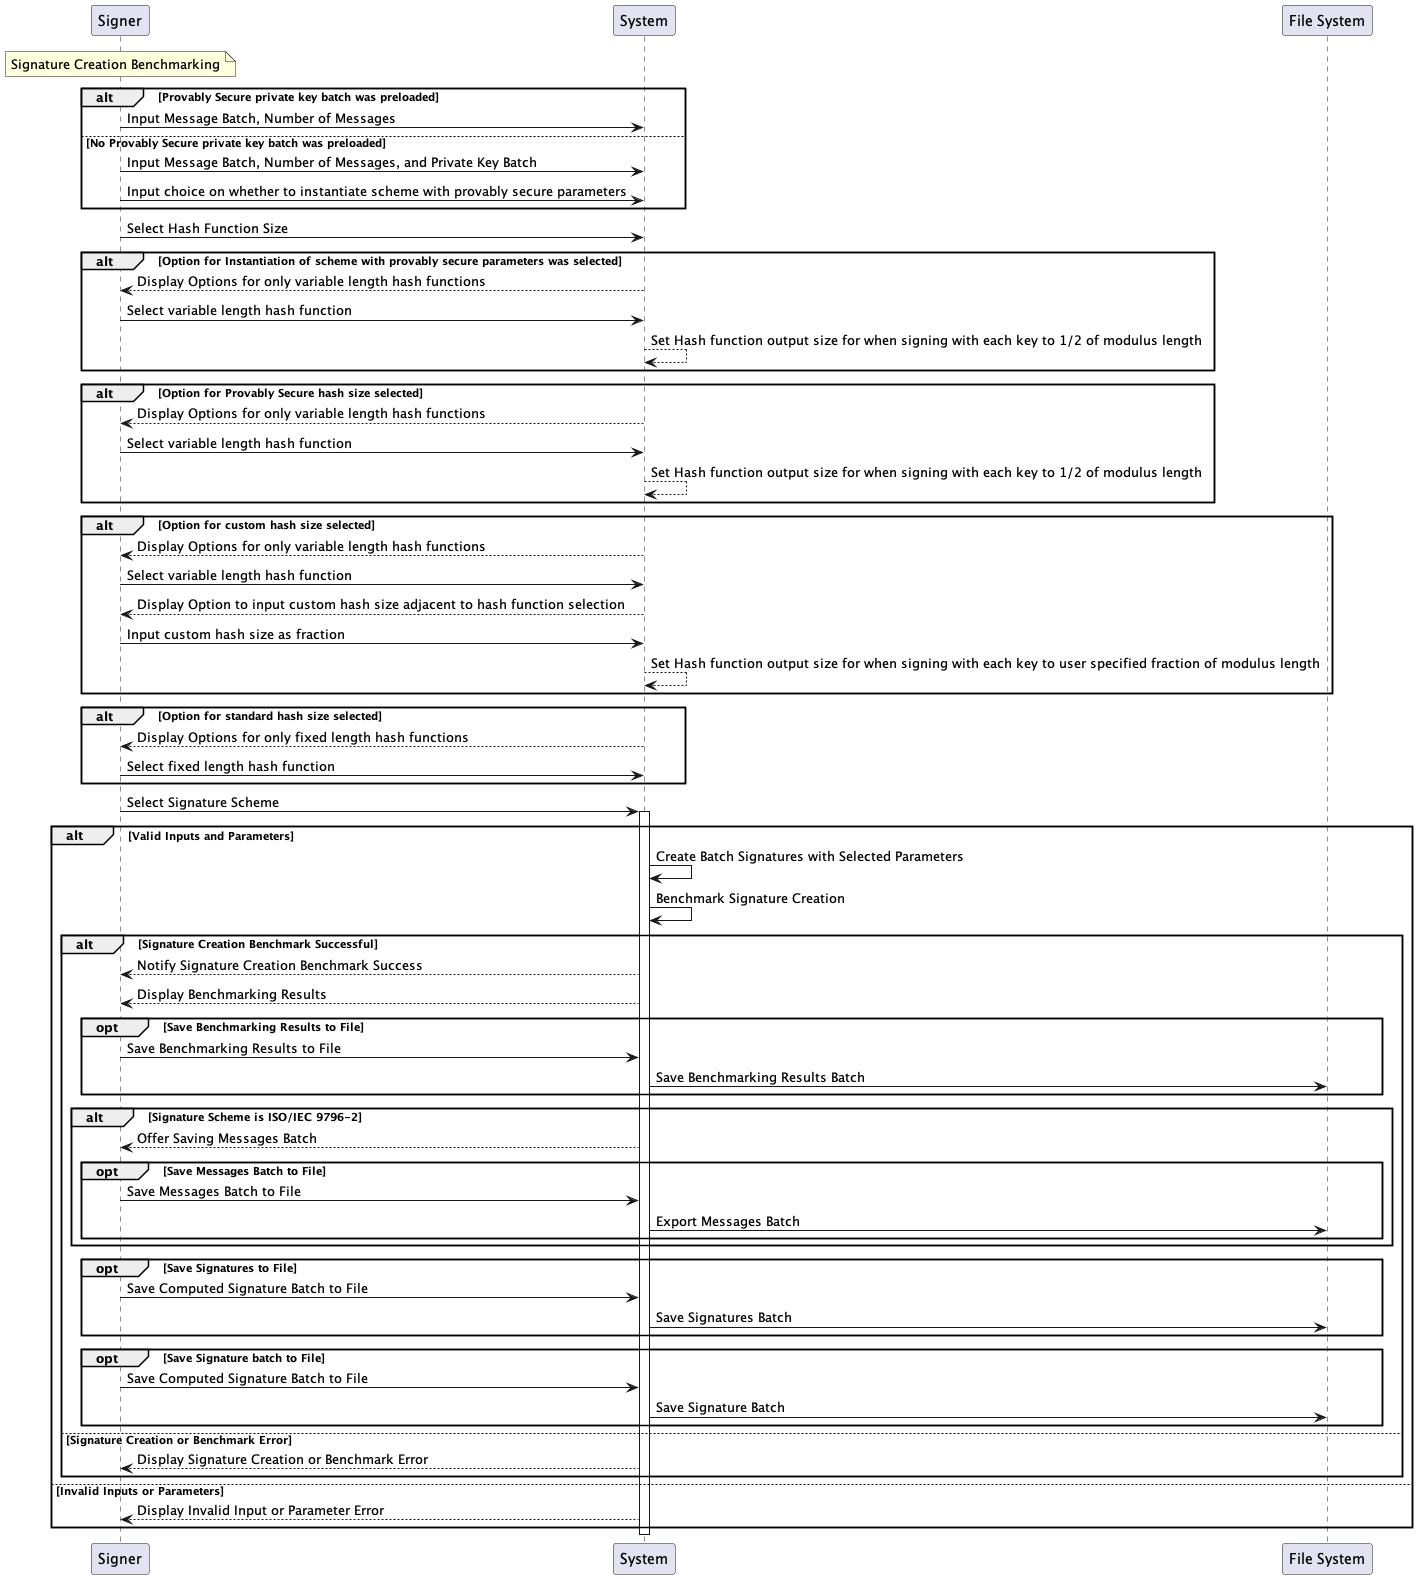 Signer System File System
Signature Creation Benchmarking
alt [Provably Secure private key batch was preloaded]
Input Message Batch, Number of Messages
[No Provably Secure private key batch was preloaded]
Input Message Batch, Number of Messages, and Private Key Batch
Input choice on whether to instantiate scheme with provably secure parameters
Select Hash Function Size
alt [Option for Instantiation of scheme with provably secure parameters was selected]
Display Options for only variable length hash functions
Select variable length hash function
Set Hash function output size for when signing with each key to 1/2 of modulus length
alt [Option for Provably Secure hash size selected]
Display Options for only variable length hash functions
Select variable length hash function
Set Hash function output size for when signing with each key to 1/2 of modulus length
alt [Option for custom hash size selected]
Display Options for only variable length hash functions
Select variable length hash function
Display Option to input custom hash size adjacent to hash function selection
Input custom hash size as fraction
Set Hash function output size for when signing with each key to user specified fraction of modulus length
alt [Option for standard hash size selected]
Display Options for only fixed length hash functions
Select fixed length hash function
Select Signature Scheme
alt [Valid Inputs and Parameters]
Create Batch Signatures with Selected Parameters
Benchmark Signature Creation
alt [Signature Creation Benchmark Successful]
Notify Signature Creation Benchmark Success
Display Benchmarking Results
opt [Save Benchmarking Results to File]
Save Benchmarking Results to File
Save Benchmarking Results Batch
alt [Signature Scheme is ISO/IEC 9796-2]
Offer Saving Messages Batch
opt [Save Messages Batch to File]
Save Messages Batch to File
Export Messages Batch
opt [Save Signatures to File]
Save Computed Signature Batch to File
Save Signatures Batch
opt [Save Signature batch to File]
Save Computed Signature Batch to File
Save Signature Batch
[Signature Creation or Benchmark Error]
Display Signature Creation or Benchmark Error
[Invalid Inputs or Parameters]
Display Invalid Input or Parameter Error
Signer System File System